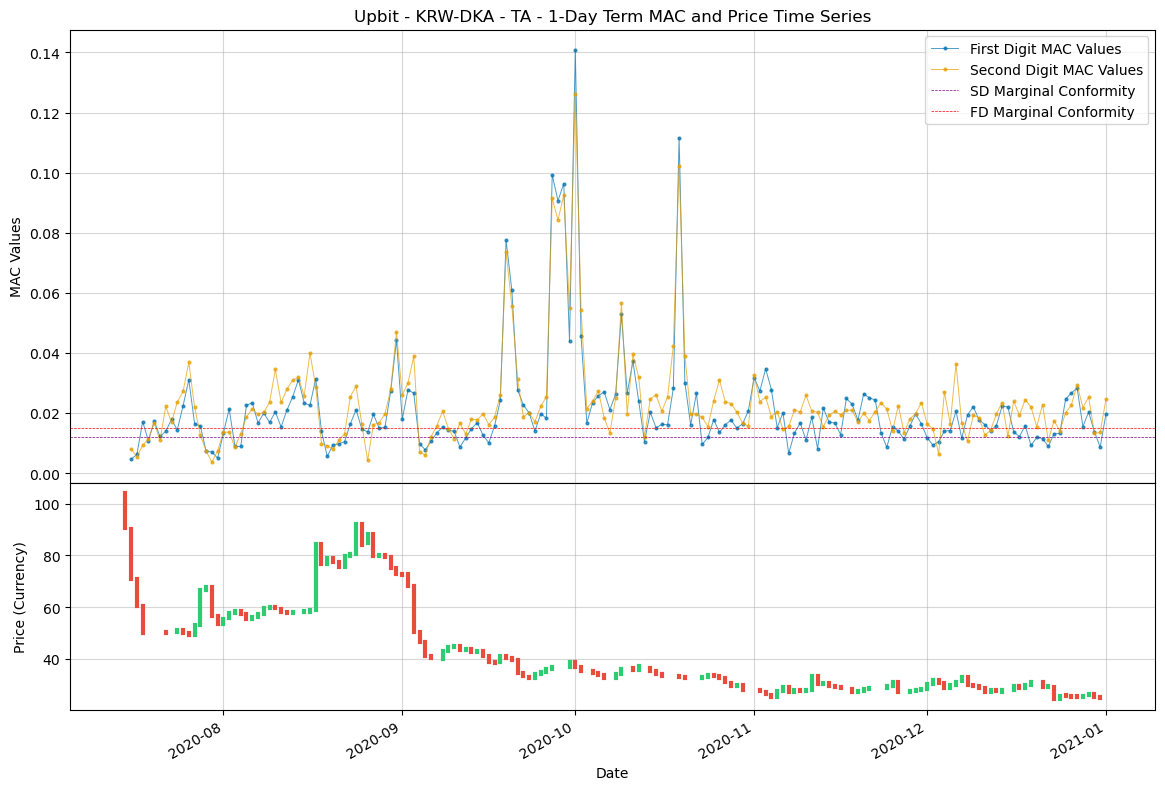 Upbit - KRW-DKA - TA - 1-Day Term MAC and Price Time Series
First Digit MAC Values
Second Digit MAC Values
SD Marginal Conformity
FD Marginal Conformity
MAC Values
0.14
0.12
0.10
0.08
0.06
0.04
0.02
0.00
Price (Currency)
100
80
60
40
2020-08
2020-09
2020-10
2020-11
2020-12
2021-01
Date